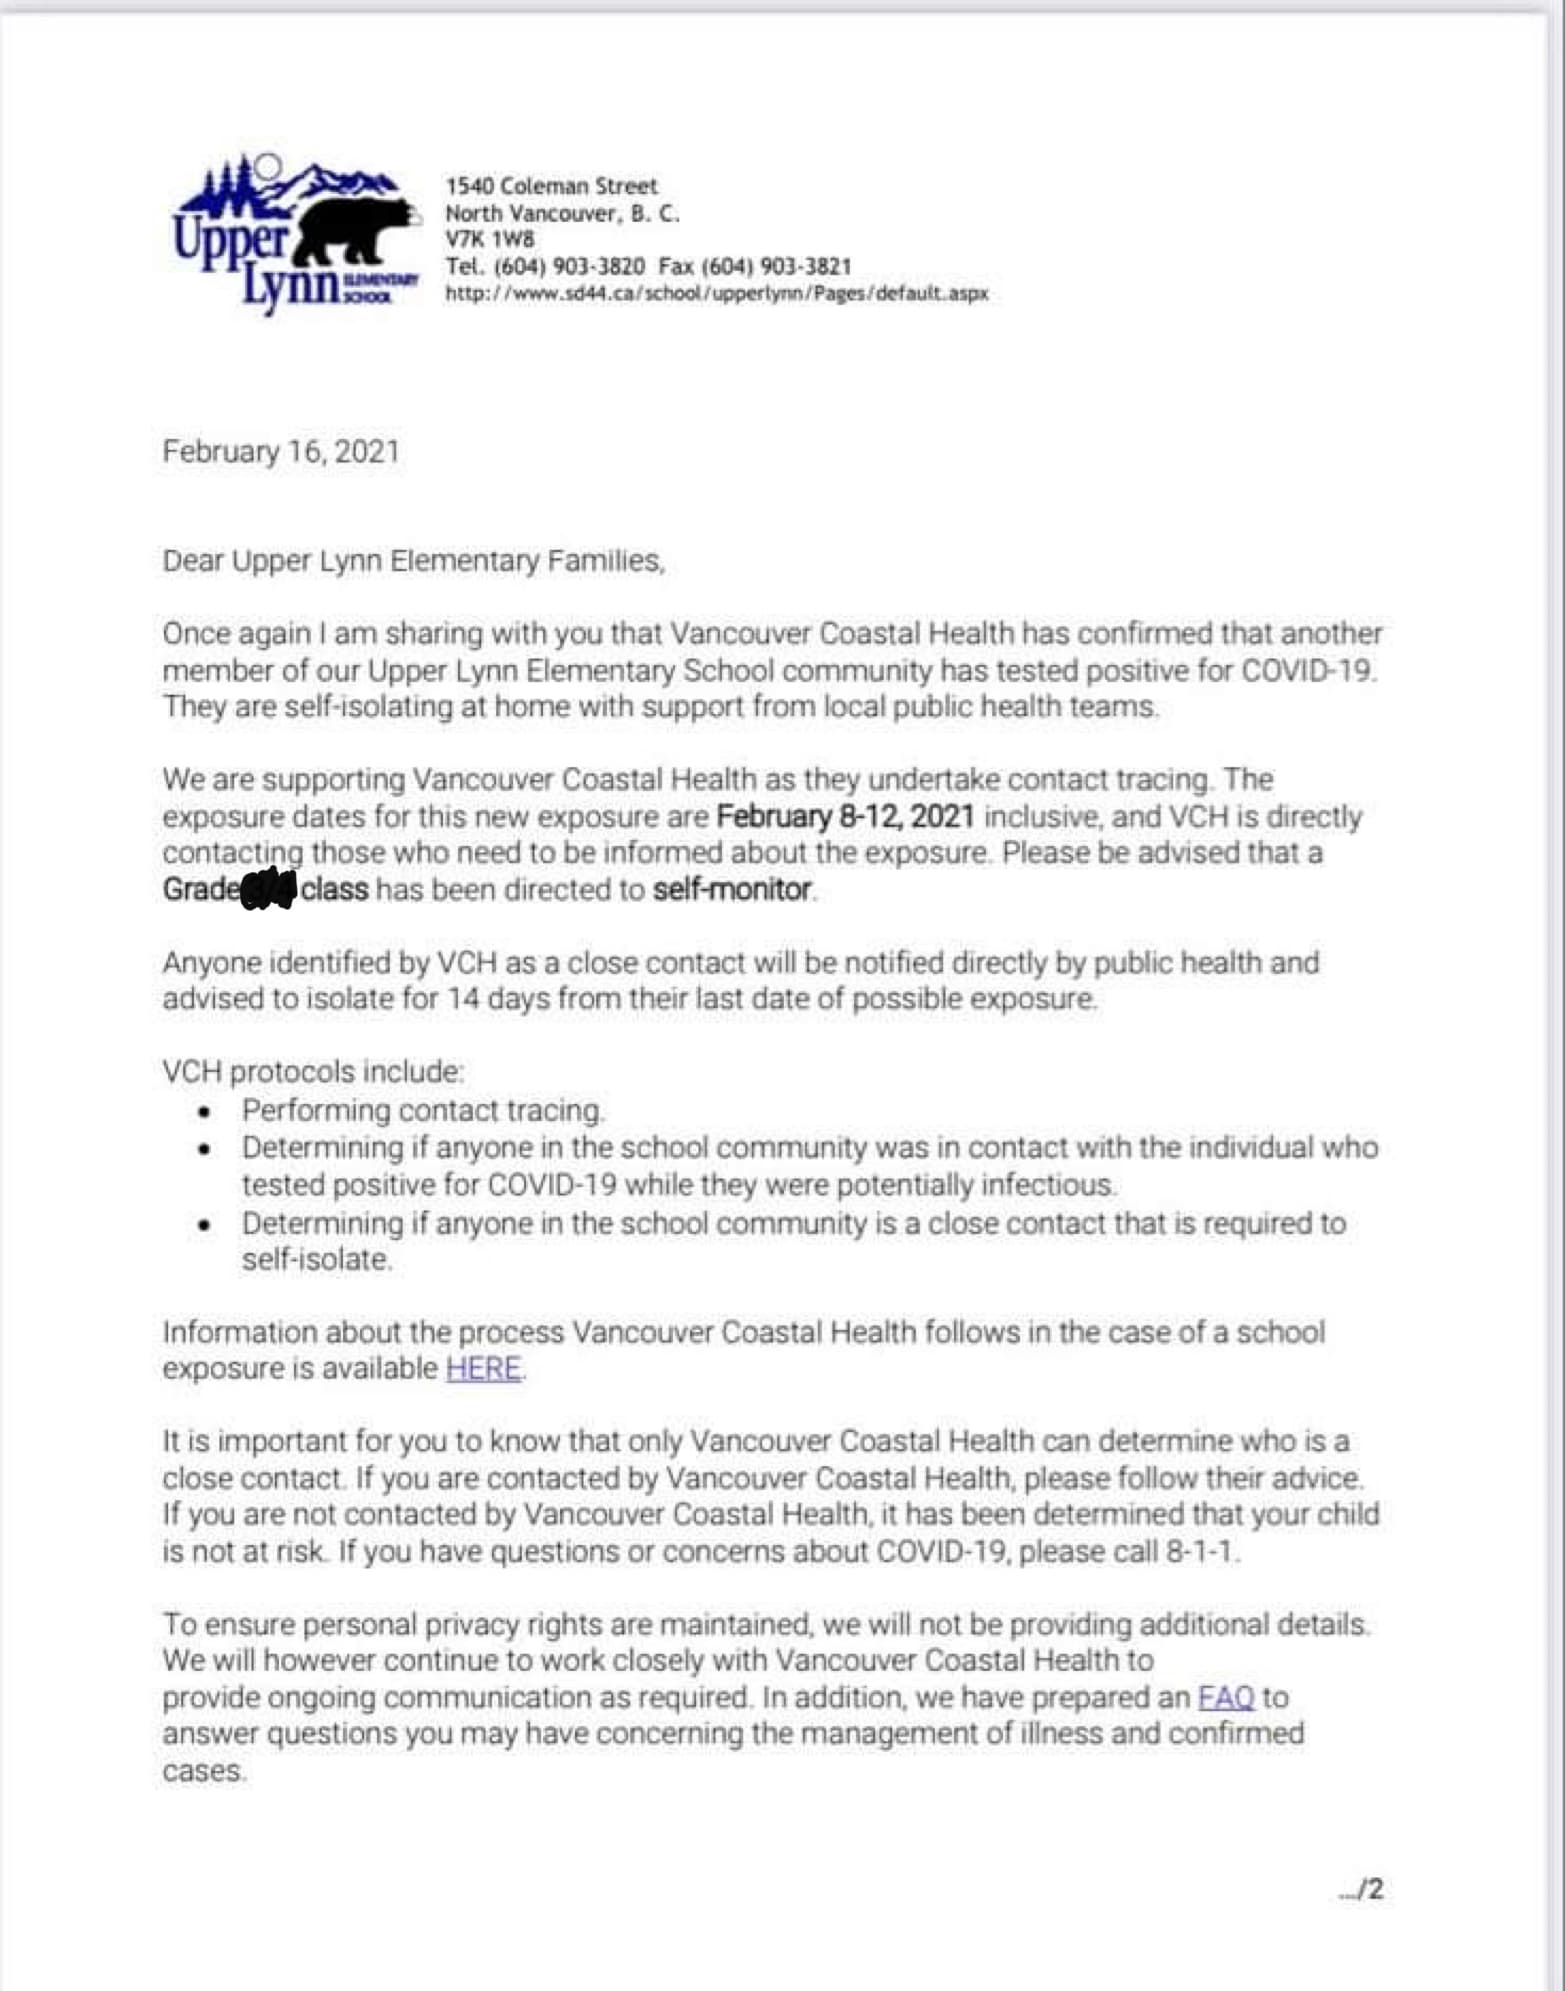 Upper
Lynn ELEMENTARY
SCHOOL
1540 Coleman Street
North Vancouver, B. C.
V7K 1W8
Tel. (604) 903-3820 Fax (604) 903-3821
http://www.sd44.ca/school/upperlynn/Pages/default.aspx
February 16, 2021
Dear Upper Lynn Elementary Families,
Once again I am sharing with you that Vancouver Coastal Health has confirmed that another
member of our Upper Lynn Elementary School community has tested positive for COVID-19.
They are self-isolating at home with support from local public health teams.
We are supporting Vancouver Coastal Health as they undertake contact tracing. The
exposure dates for this new exposure are February 8-12, 2021 inclusive, and VCH is directly
contacting those who need to be informed about the exposure. Please be advised that a
Grade class has been directed to self-monitor.
Anyone identified by VCH as a close contact will be notified directly by public health and
advised to isolate for 14 days from their last date of possible exposure.
VCH protocols include:
• Performing contact tracing.
• Determining if anyone in the school community was in contact with the individual who
tested positive for COVID-19 while they were potentially infectious.
• Determining if anyone in the school community is a close contact that is required to
self-isolate.
Information about the process Vancouver Coastal Health follows in the case of a school
exposure is available HERE.
It is important for you to know that only Vancouver Coastal Health can determine who is a
close contact. If you are contacted by Vancouver Coastal Health, please follow their advice.
If you are not contacted by Vancouver Coastal Health, it has been determined that your child
is not at risk. If you have questions or concerns about COVID-19, please call 8-1-1.
To ensure personal privacy rights are maintained, we will not be providing additional details.
We will however continue to work closely with Vancouver Coastal Health to
provide ongoing communication as required. In addition, we have prepared an FAQ to
answer questions you may have concerning the management of illness and confirmed
cases.
.../2